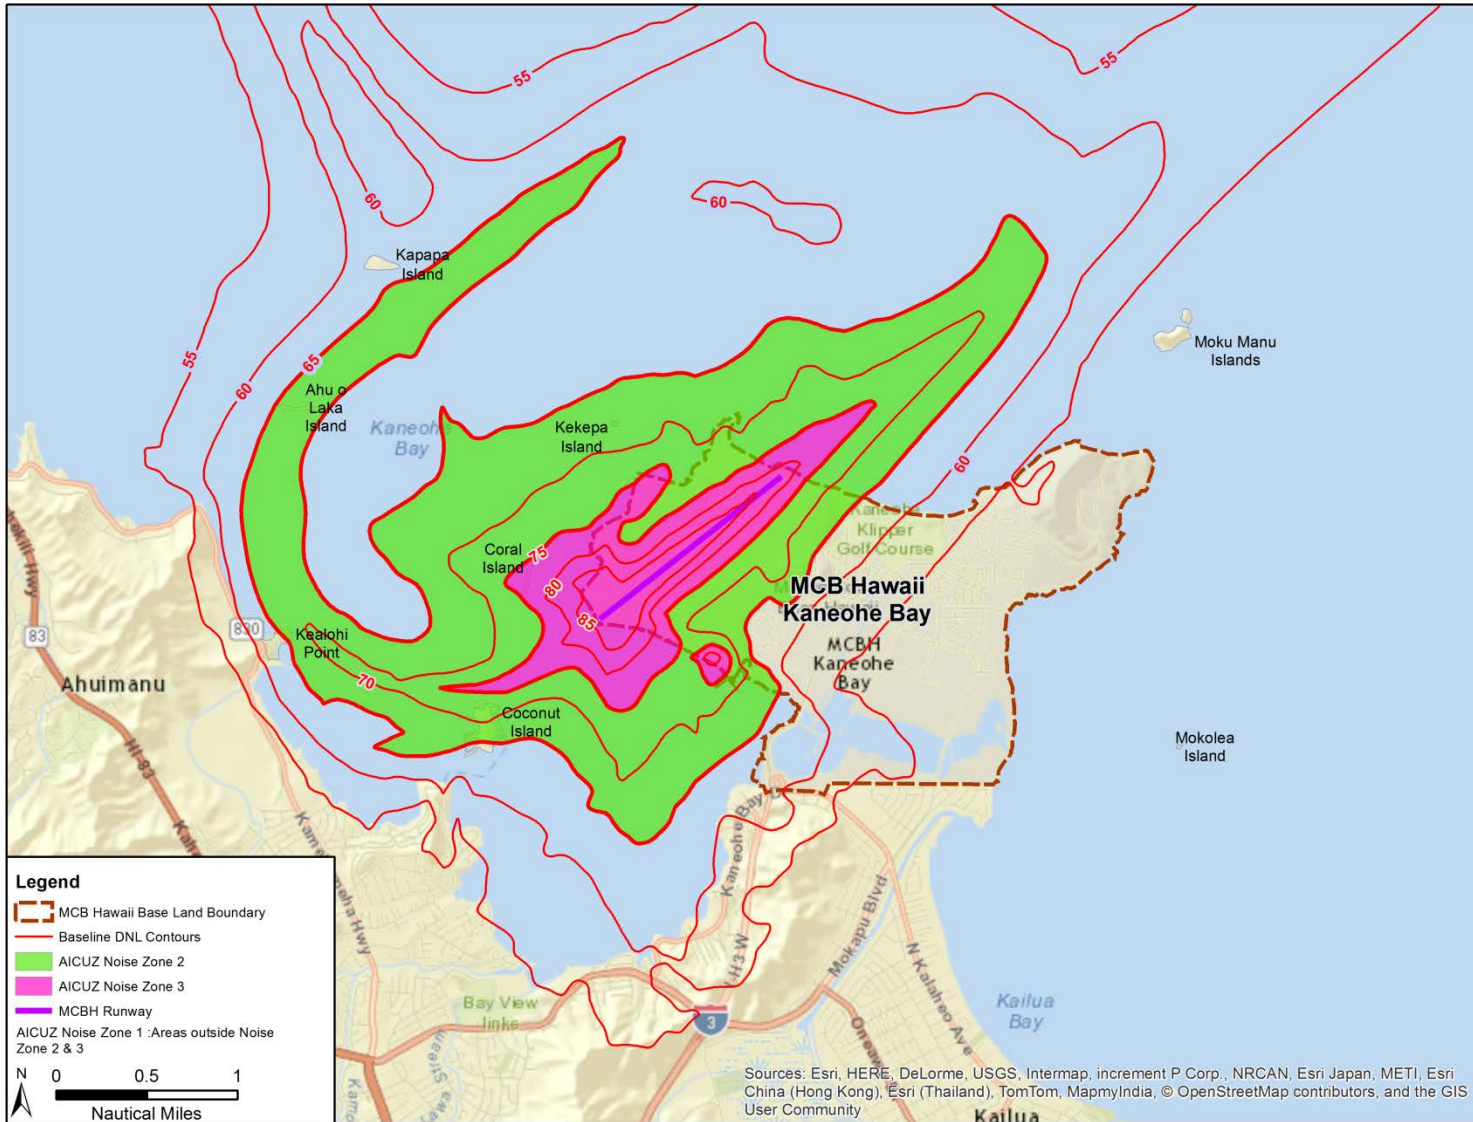 55
55
60
60
Kapapa
Island
Moku Manu
Islands
55
65
60
Ahu o
Laka
Island
Kaneohe
Bay
Kekepa
Island
60
Kaneohe
Klipper
Golf Course
Coral
Island
75
80
85
MCB Hawaii
Kaneohe Bay
MCBH
Kaneohe
Bay
83
830
Kealohi
Point
70
Ahuimanu
Coconut
Island
Mokolea
Island
HI-83
Kaneohe Bay D
Mokapu Blvd
N Kalaheo Ave
I-H3 W
3
Bay View
links
Kailua
Bay
Kailua
Legend
MCB Hawaii Base Land Boundary
Baseline DNL Contours
AICUZ Noise Zone 2
AICUZ Noise Zone 3
MCBH Runway
AICUZ Noise Zone 1 :Areas outside Noise
Zone 2 & 3
N
0 0.5 1
Nautical Miles
Sources: Esri, HERE, DeLorme, USGS, Intermap, increment P Corp., NRCAN, Esri Japan, METI, Esri
China (Hong Kong), Esri (Thailand), TomTom, MapmyIndia, © OpenStreetMap contributors, and the GIS
User Community